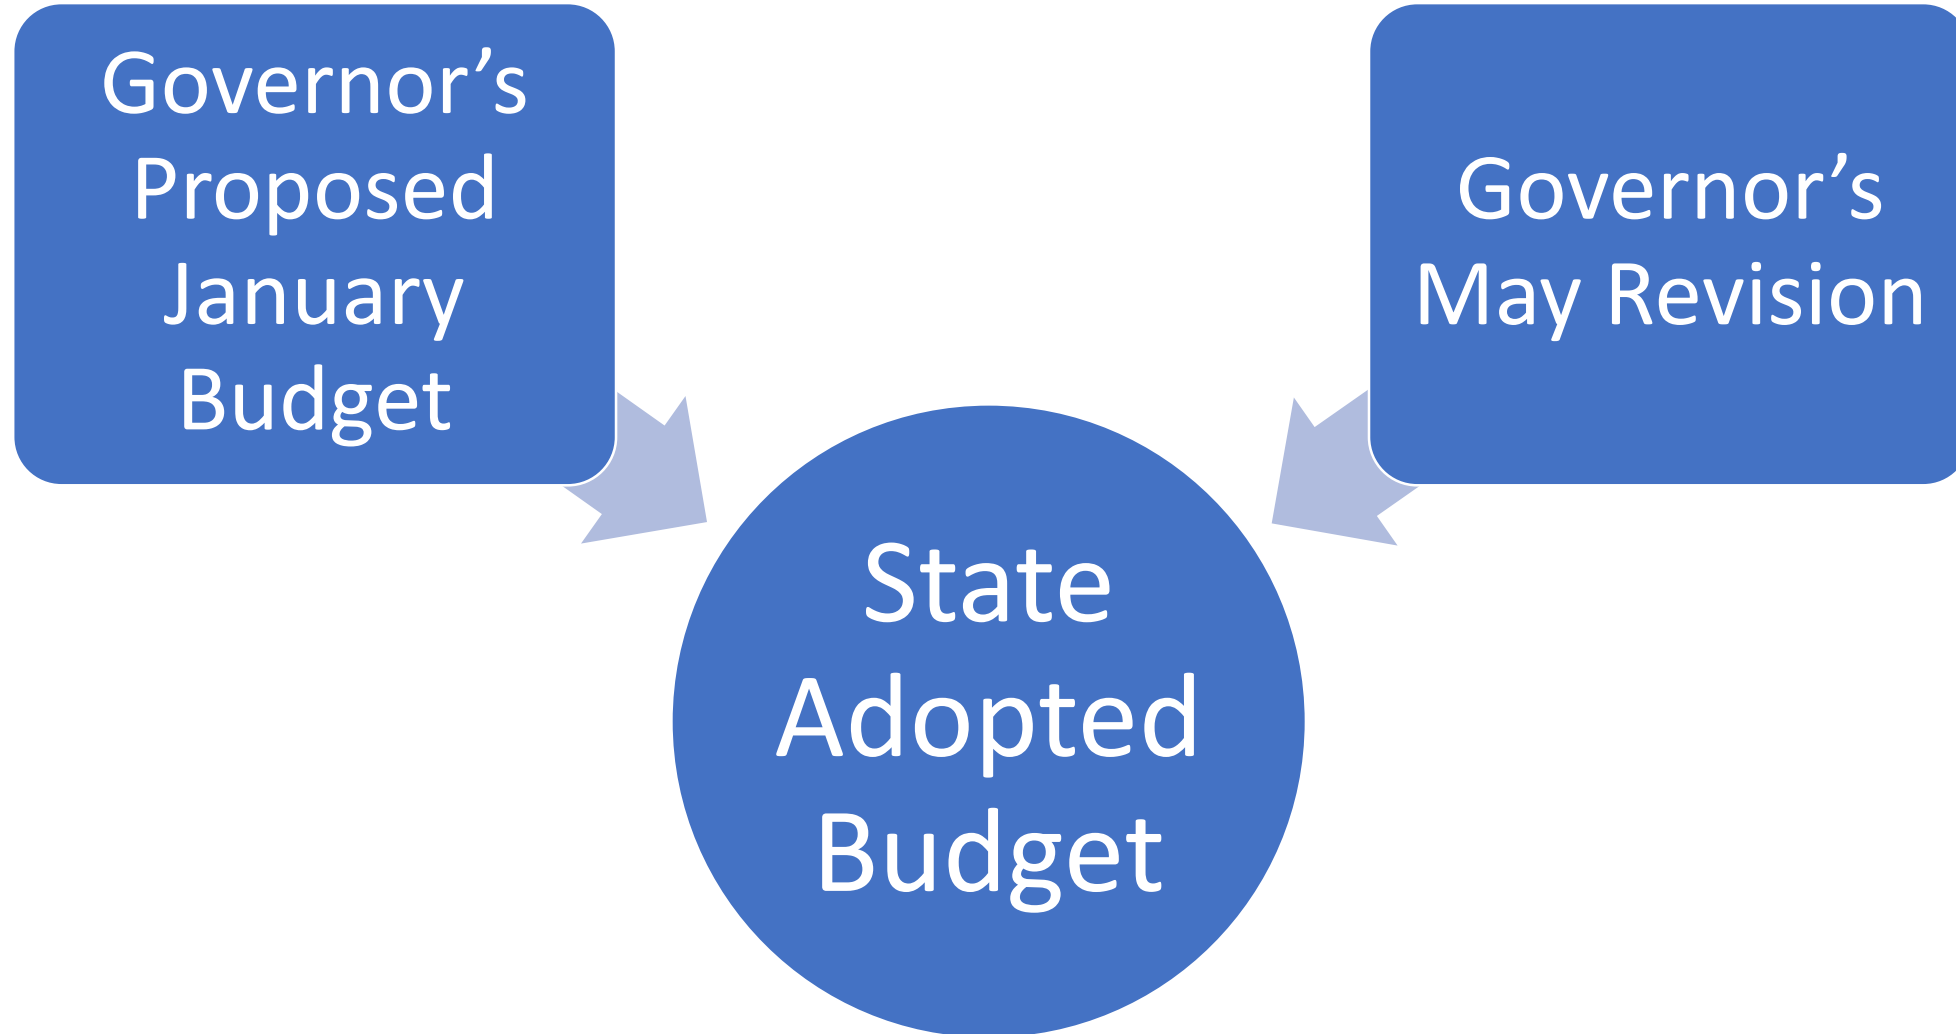 Governor’s
Proposed
January
Budget
Governor’s
May Revision
State
Adopted
Budget